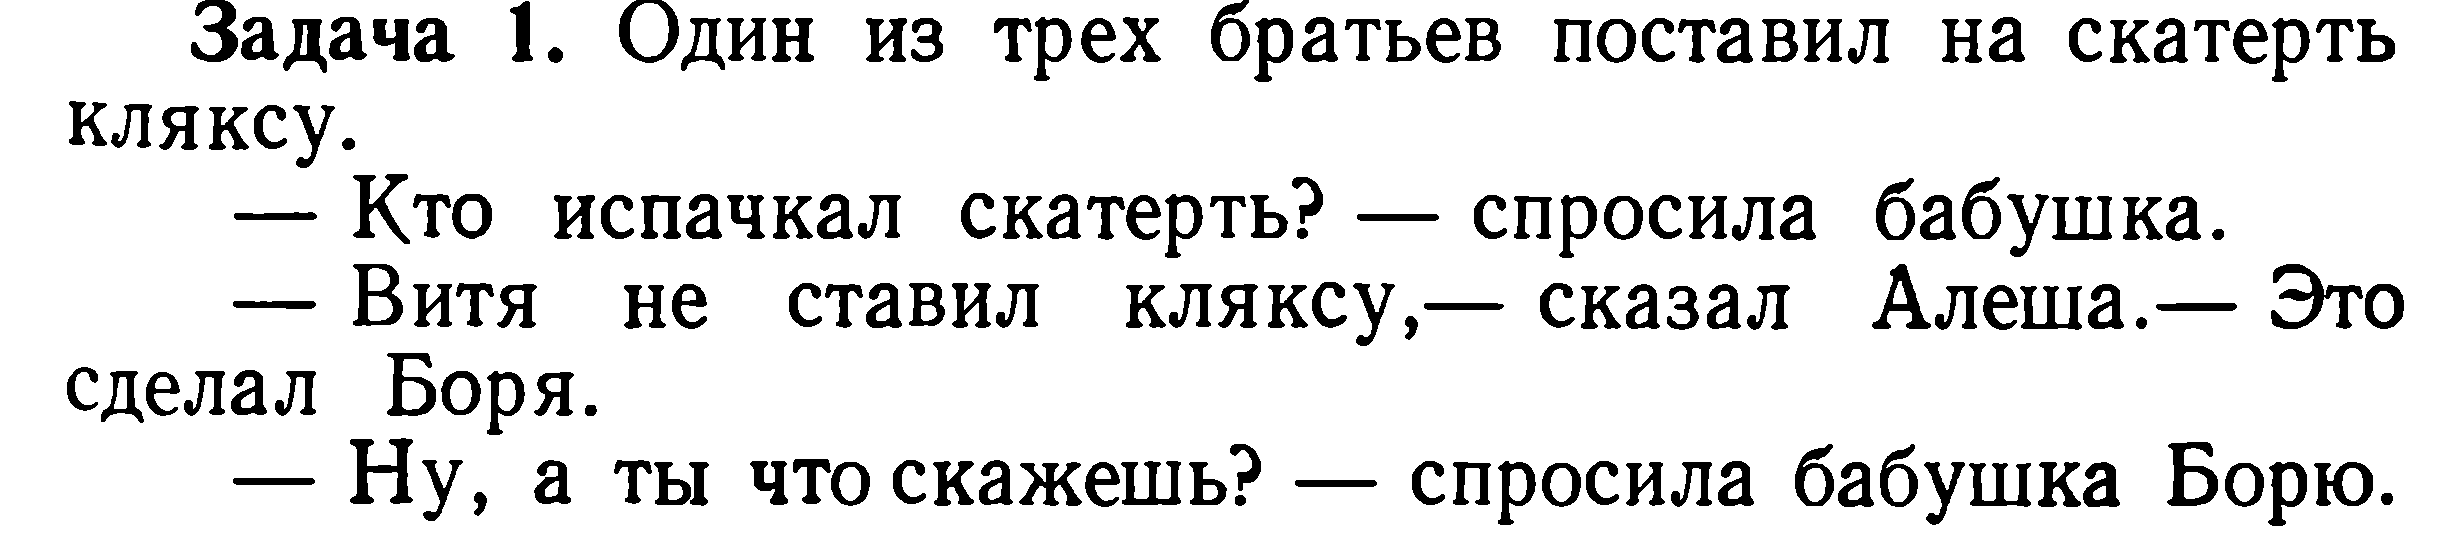 Задача 1. Один из трех братьев поставил на скатерть
кляксу.
— Кто испачкал скатерть? — спросила бабушка.
— Витя не ставил кляксу,— сказал Алеша.— Это
сделал Боря.
— Ну, а ты что скажешь? — спросила бабушка Борю.